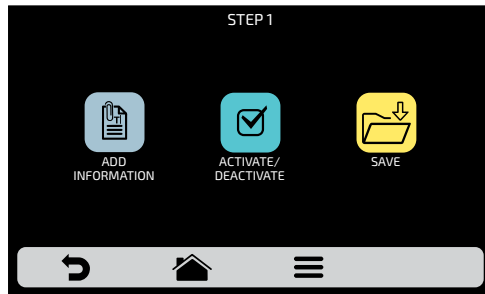 STEP 1
ADD
INFORMATION
ACTIVATE/
DEACTIVATE
SAVE